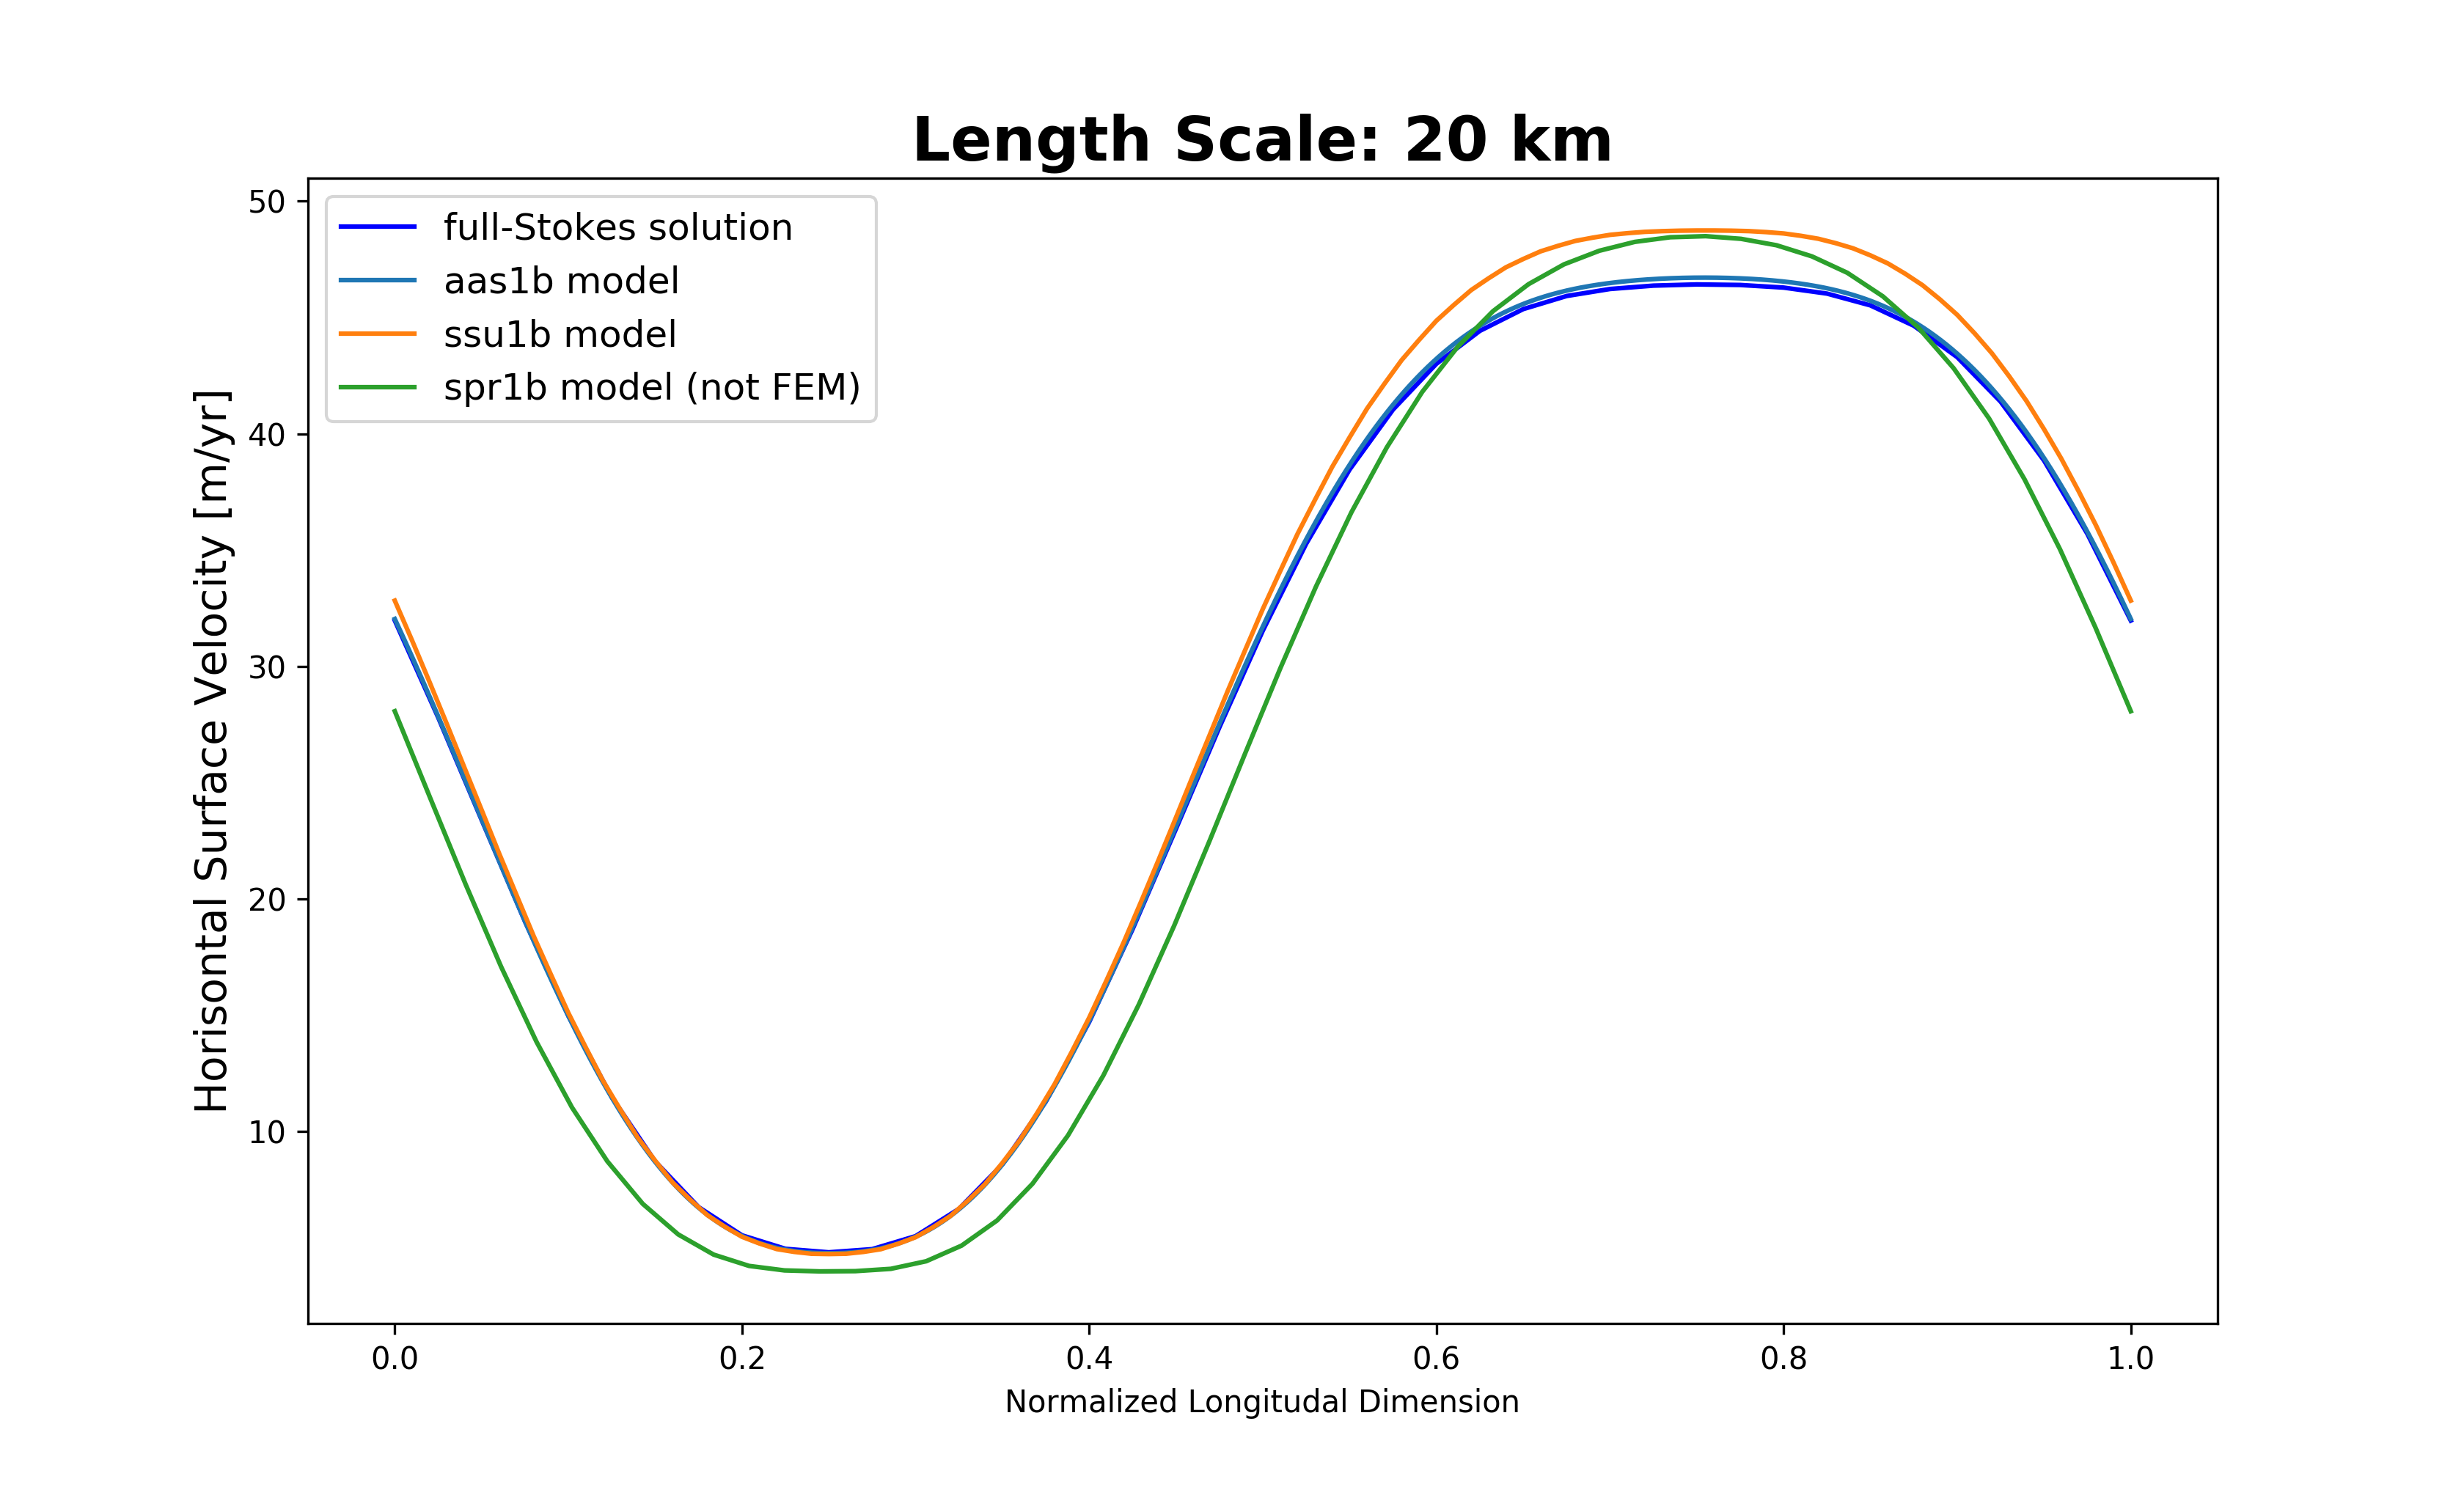 Length Scale: 20 km
full-Stokes solution
aas1b model
ssu1b model
spr1b model (not FEM)
Horisontal Surface Velocity [m/yr]
50
40
30
20
10
0.0 0.2 0.4 0.6 0.8 1.0
Normalized Longitudal Dimension